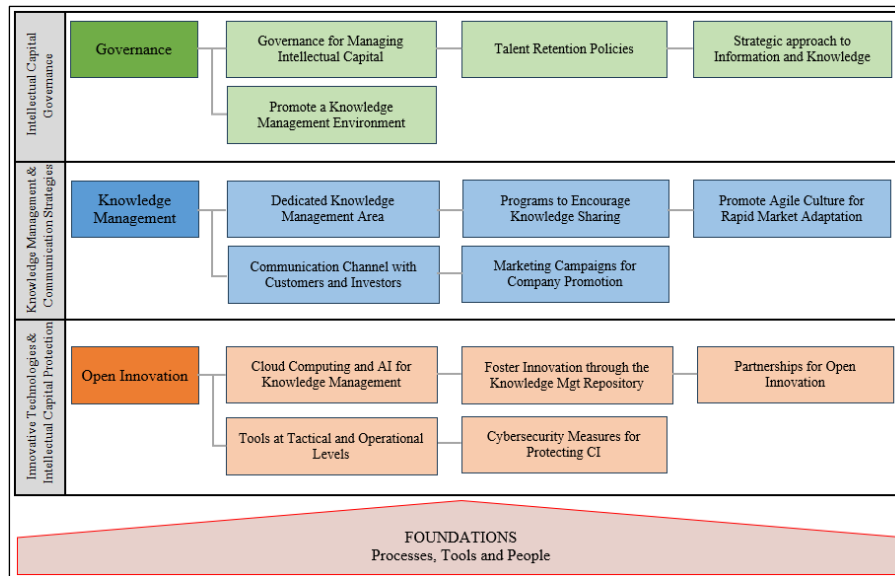 Intellectual Capital
Governance
Governance
Governance for Managing
Intellectual Capital
Talent Retention Policies
Strategic approach to
Information and Knowledge
Promote a Knowledge
Management Environment
Knowledge Management &
Communication Strategies
Knowledge
Management
Dedicated Knowledge
Management Area
Programs to Encourage
Knowledge Sharing
Promote Agile Culture for
Rapid Market Adaptation
Communication Channel with
Customers and Investors
Marketing Campaigns for
Company Promotion
Innovative Technologies &
Intellectual Capital Protection
Open Innovation
Cloud Computing and AI for
Knowledge Management
Foster Innovation through the
Knowledge Mgt Repository
Partnerships for Open
Innovation
Tools at Tactical and Operational
Levels
Cybersecurity Measures for
Protecting CI
FOUNDATIONS
Processes, Tools and People